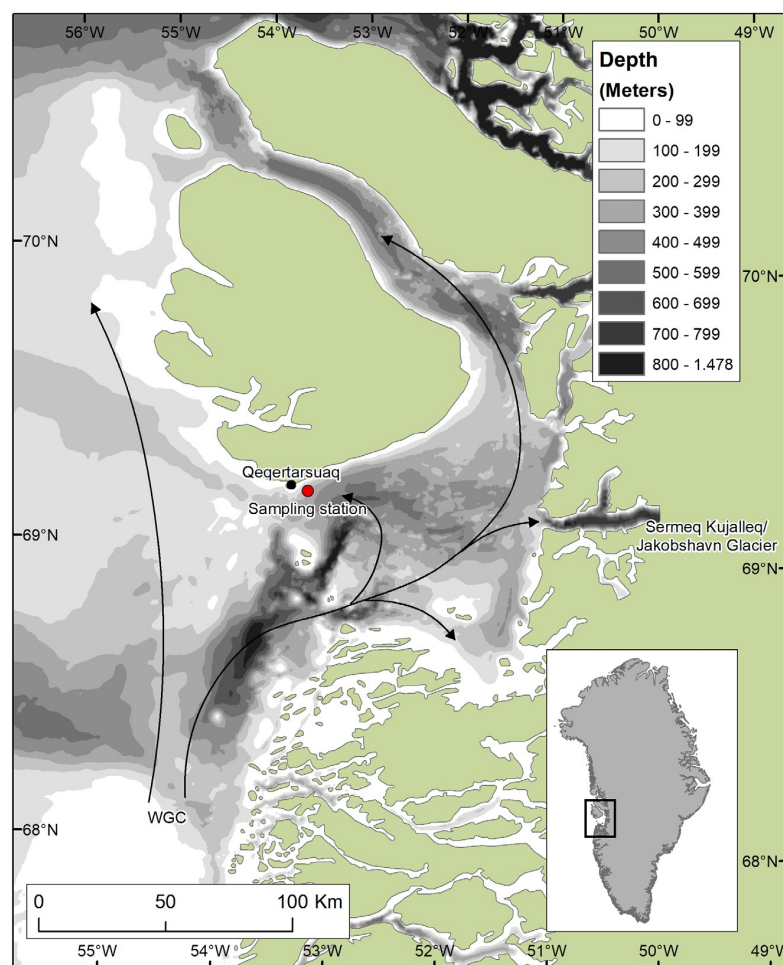 56°W 55°W 54°W 53°W 52°W 51°W 50°W 49°W
Depth
(Meters)
0 - 99
100 - 199
200 - 299
300 - 399
400 - 499
500 - 599
600 - 699
700 - 799
800 - 1.478
70°N
70°N
Qeqertarsuaq
Sampling station
69°N
Sermeq Kujalleq/
Jakobshavn Glacier
69°N
WGC
68°N
68°N
0 50 100 Km
55°W 54°W 53°W 52°W 51°W 50°W 49°W